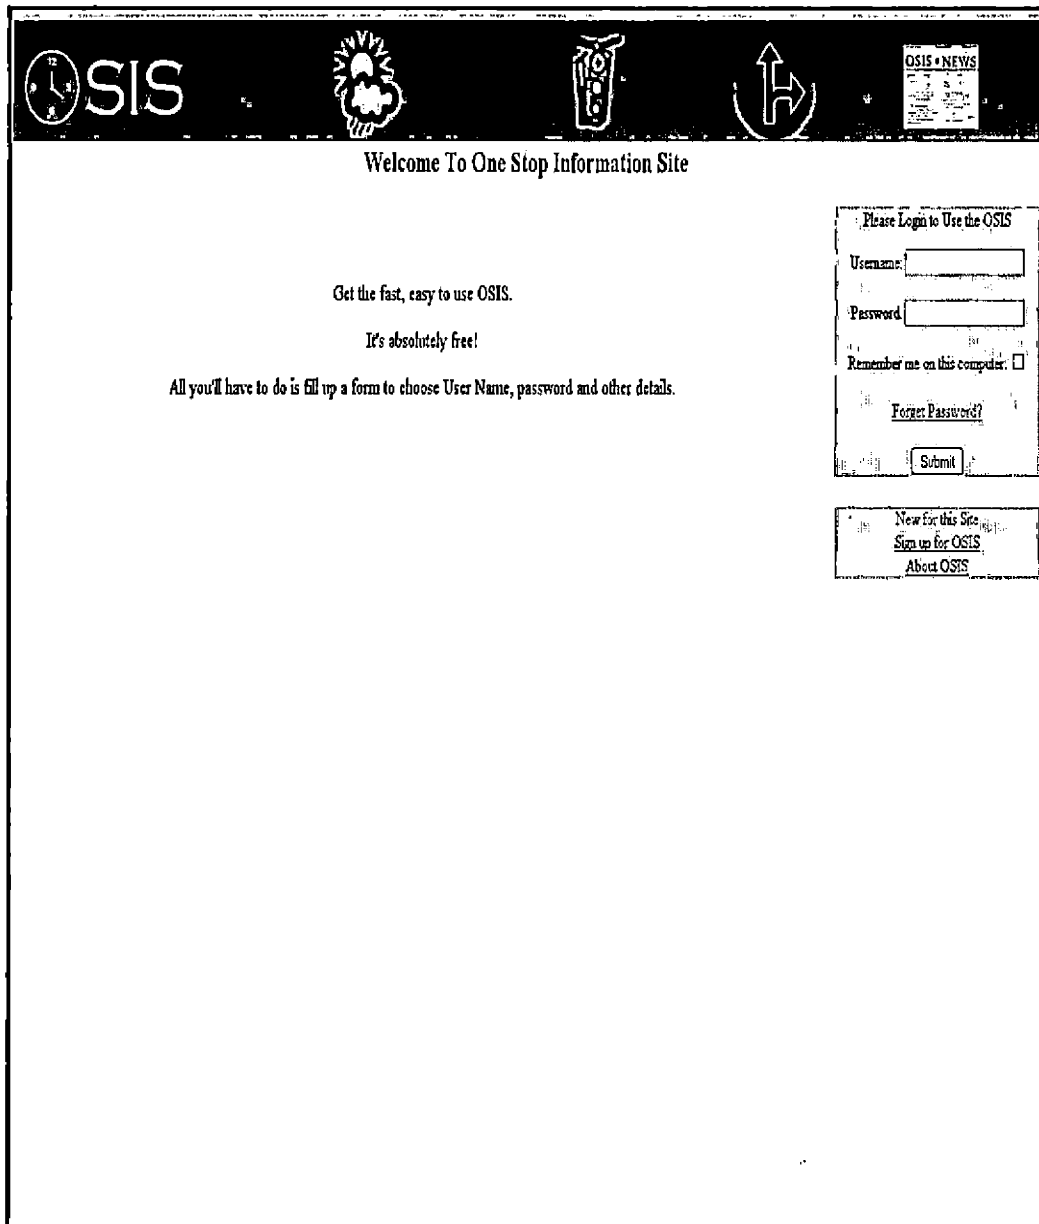 OSIS
OSIS • NEWS
Welcome To One Stop Information Site
Please Login to Use the OSIS
Username:
Password
Remember me on this computer:
Forget Password?
Submit
Get the fast, easy to use OSIS.
It's absolutely free!
All you'll have to do is fill up a form to choose User Name, password and other details.
New for this Site
Sign up for OSIS
About OSIS